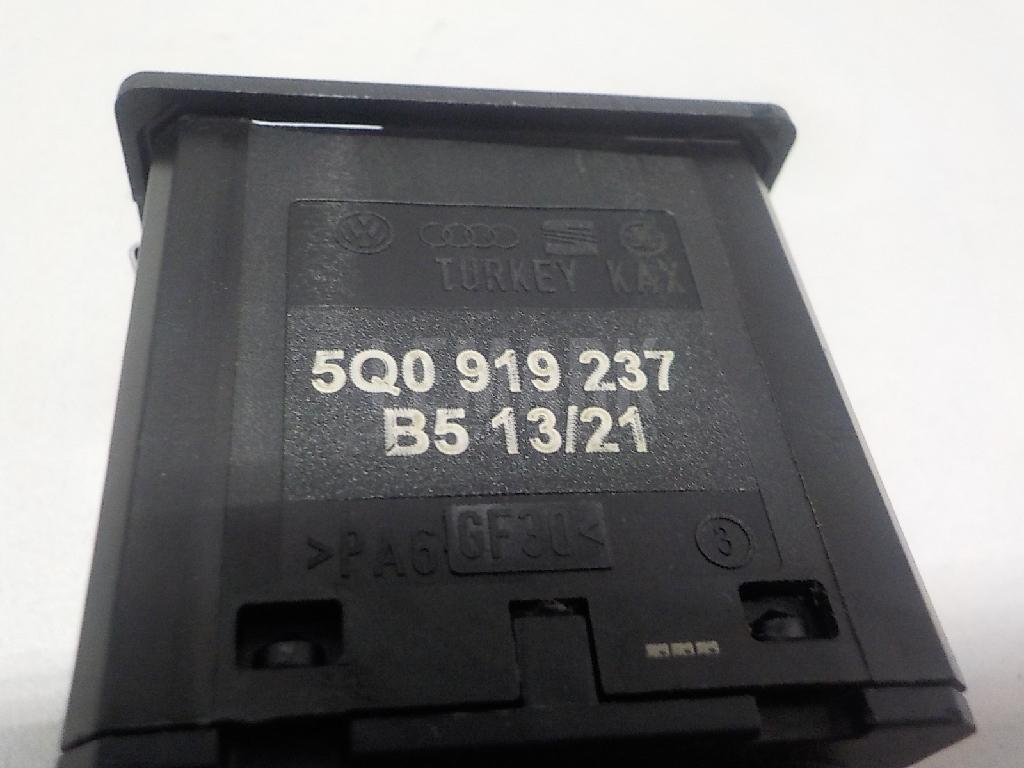 TURKEY KAX
5Q0 919 237
B5 13/21
>PA6 GF30<
3